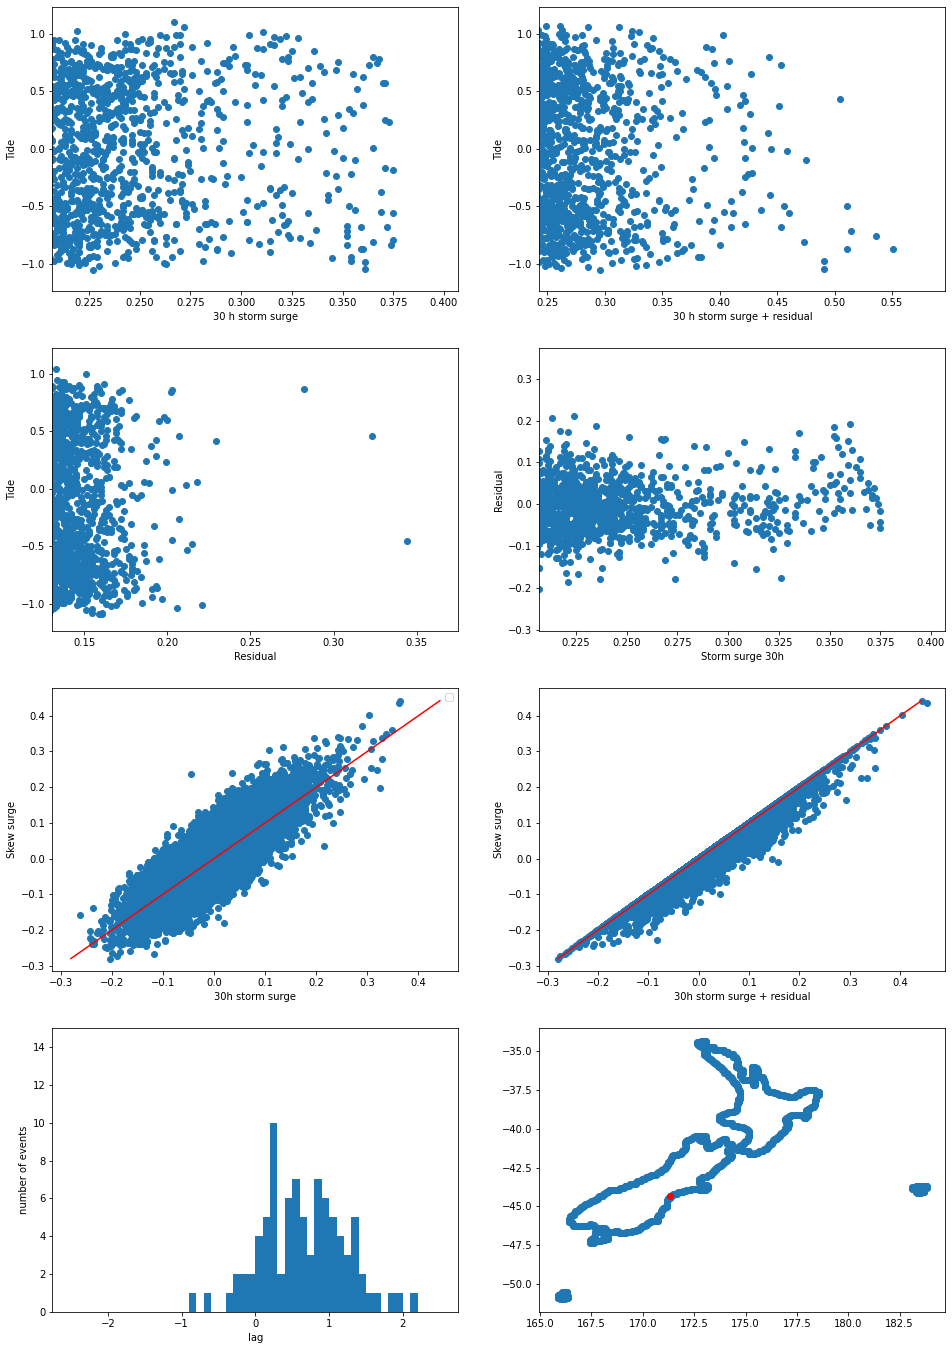 1.0
0.5
0.0
−0.5
−1.0
Tide
0.225 0.250 0.275 0.300 0.325 0.350 0.375 0.400
30 h storm surge
1.0
0.5
0.0
−0.5
−1.0
Tide
0.25 0.30 0.35 0.40 0.45 0.50 0.55
30 h storm surge + residual
1.0
0.5
0.0
−0.5
−1.0
Tide
0.15 0.20 0.25 0.30 0.35
Residual
0.3
0.2
0.1
0.0
−0.1
−0.2
−0.3
Residual
0.225 0.250 0.275 0.300 0.325 0.350 0.375 0.400
Storm surge 30h
0.4
0.3
0.2
0.1
0.0
−0.1
−0.2
−0.3
Skew surge
−0.3 −0.2 −0.1 0.0 0.1 0.2 0.3 0.4
30h storm surge
0.4
0.3
0.2
0.1
0.0
−0.1
−0.2
−0.3
Skew surge
−0.3 −0.2 −0.1 0.0 0.1 0.2 0.3 0.4
30h storm surge + residual
14
12
10
8
6
4
2
0
number of events
−2 −1 0 1 2
lag
−35.0
−37.5
−40.0
−42.5
−45.0
−47.5
−50.0
165.0 167.5 170.0 172.5 175.0 177.5 180.0 182.5